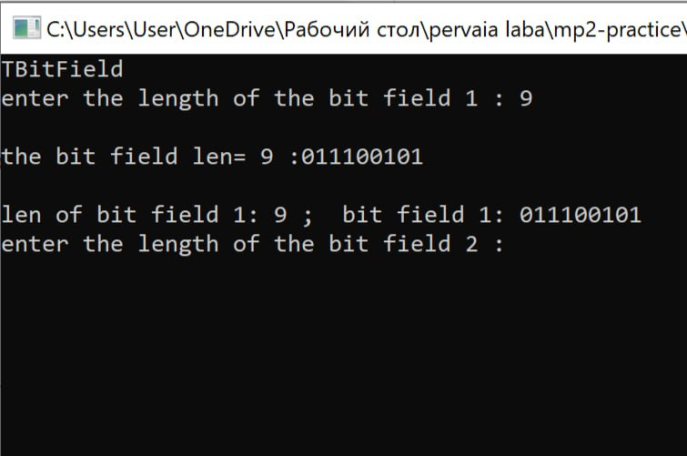 C:\Users\User\OneDrive\Рабочий стол\pervaia laba\mp2-practice\
TBitField
enter the length of the bit field 1 : 9
the bit field len= 9 :011100101
len of bit field 1: 9 ;  bit field 1: 011100101
enter the length of the bit field 2 :